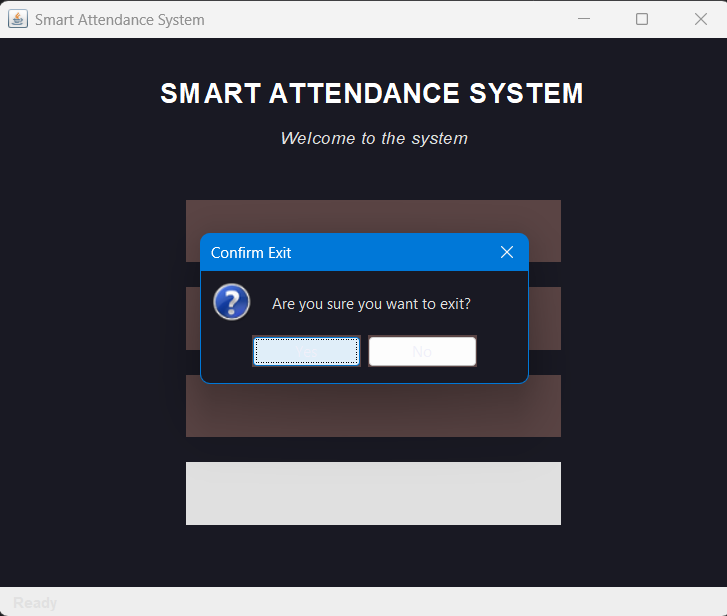 Smart Attendance System
SMART ATTENDANCE SYSTEM
Welcome to the system
Confirm Exit
Are you sure you want to exit?
No
Ready